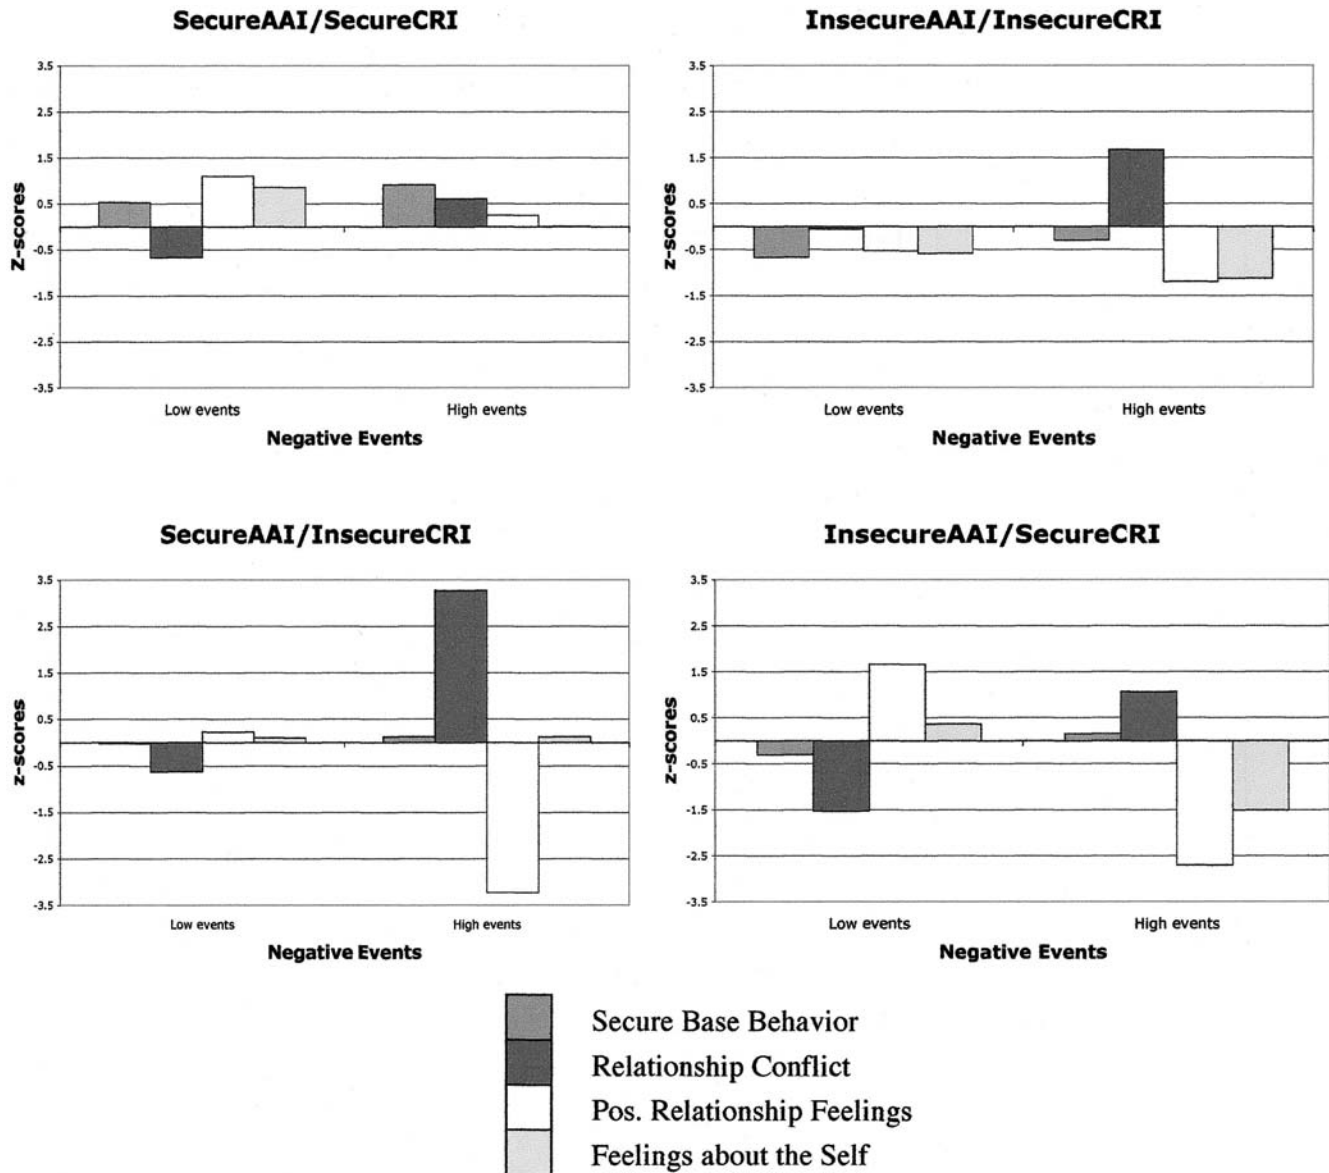 SecureAAI/SecureCRI
3.5
2.5
1.5
0.5
-0.5
-1.5
-2.5
-3.5
z-scores
Low events
High events
Negative Events
InsecureAAI/InsecureCRI
3.5
2.5
1.5
0.5
-0.5
-1.5
-2.5
-3.5
z-scores
Low events
High events
Negative Events
SecureAAI/InsecureCRI
3.5
2.5
1.5
0.5
-0.5
-1.5
-2.5
-3.5
z-scores
Low events
High events
Negative Events
InsecureAAI/SecureCRI
3.5
2.5
1.5
0.5
-0.5
-1.5
-2.5
-3.5
z-scores
Low events
High events
Negative Events
Secure Base Behavior
Relationship Conflict
Pos. Relationship Feelings
Feelings about the Self